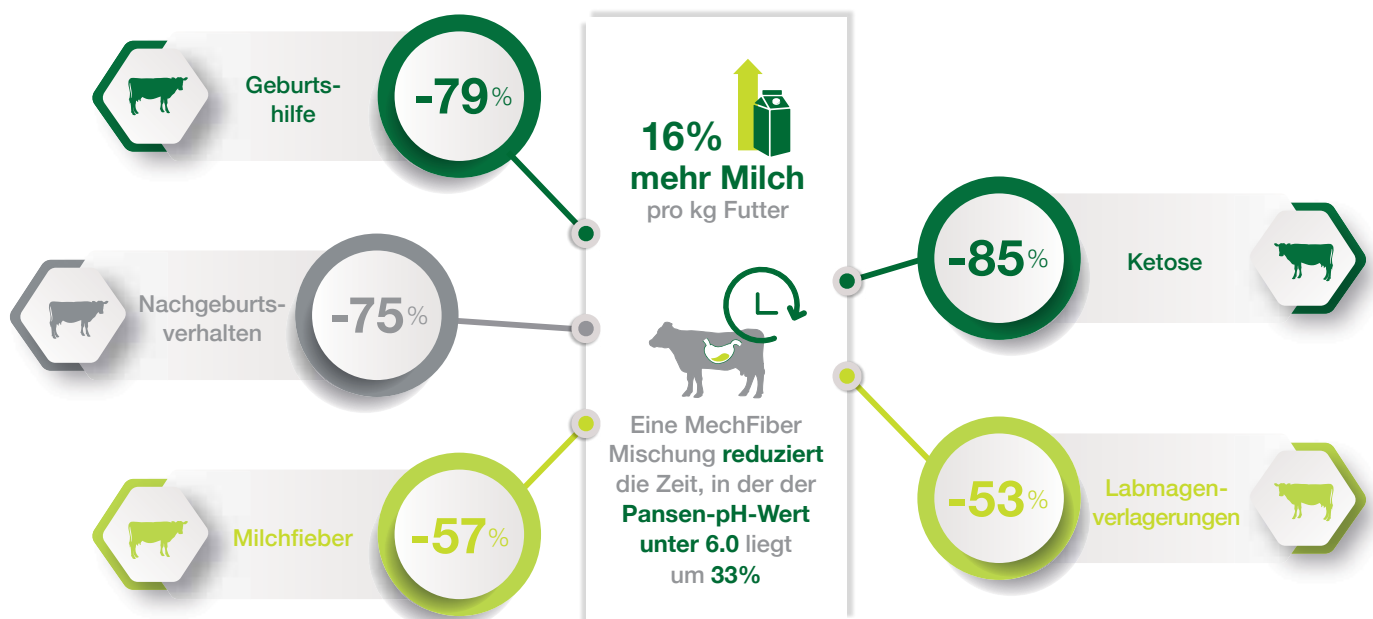 Geburts-
hilfe
-79%
Nachgeburts-
verhalten
-75%
Milchfieber
-57%
16%
mehr Milch
pro kg Futter
Eine MechFiber
Mischung reduziert
die Zeit, in der der
Pansen-pH-Wert
unter 6.0 liegt
um 33%
-85%
Ketose
-53%
Labmagen-
verlagerungen